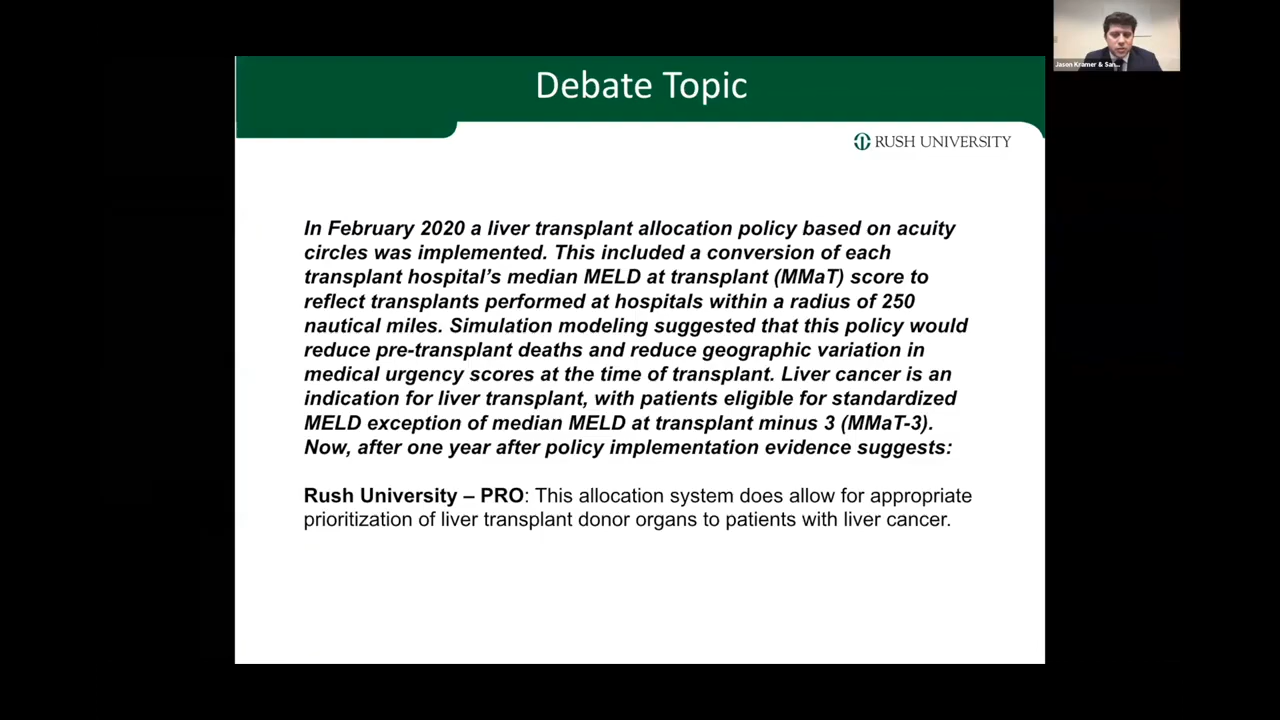 Jason Kramer & San...
Debate Topic
RUSH UNIVERSITY
In February 2020 a liver transplant allocation policy based on acuity
circles was implemented. This included a conversion of each
transplant hospital's median MELD at transplant (MMaT) score to
reflect transplants performed at hospitals within a radius of 250
nautical miles. Simulation modeling suggested that this policy would
reduce pre-transplant deaths and reduce geographic variation in
medical urgency scores at the time of transplant. Liver cancer is an
indication for liver transplant, with patients eligible for standardized
MELD exception of median MELD at transplant minus 3 (MMaT-3).
Now, after one year after policy implementation evidence suggests:
Rush University – PRO: This allocation system does allow for appropriate
prioritization of liver transplant donor organs to patients with liver cancer.